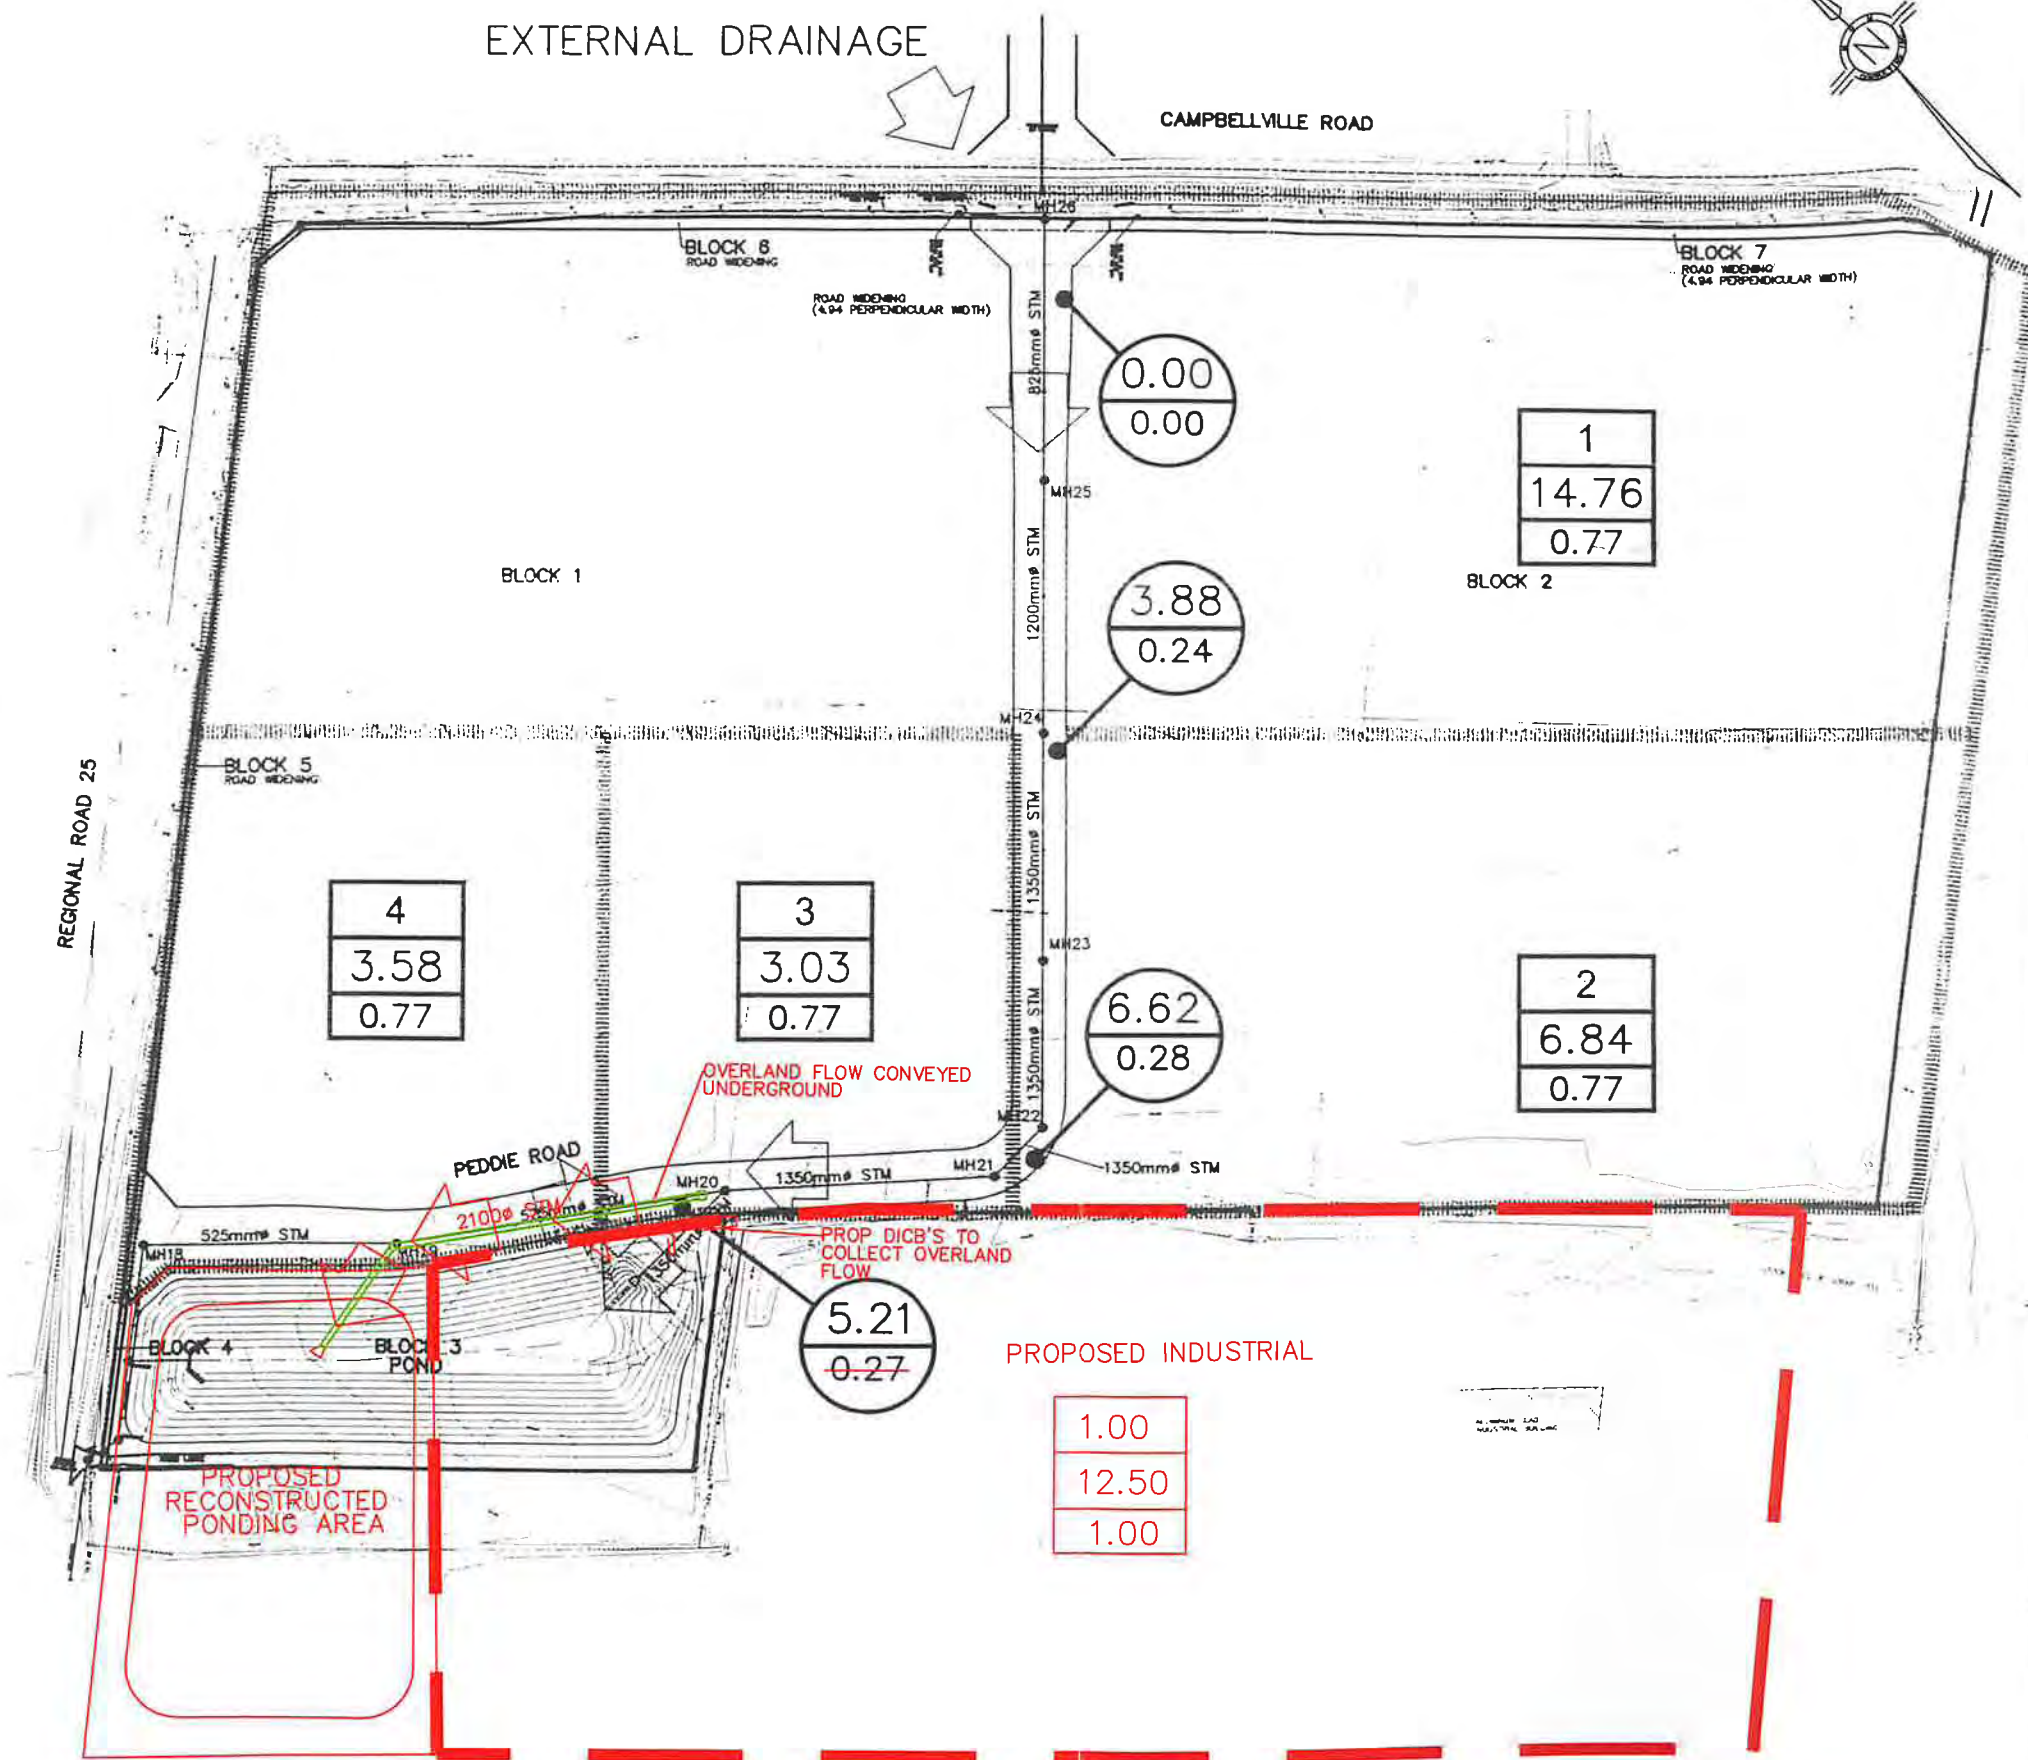 EXTERNAL DRAINAGE
N
CAMPBELLVILLE ROAD
MH26
BLOCK 6
ROAD WIDENING
BLOCK 7
ROAD WIDENING
(4.94 PERPENDICULAR WIDTH)
ROAD WIDENING
(4.94 PERPENDICULAR WIDTH)
825mmø STM
0.00
0.00
MH25
1
14.76
0.77
BLOCK 1
BLOCK 2
1200mmø STM
3.88
0.24
MH24
BLOCK 5
ROAD WIDENING
REGIONAL ROAD 25
1350mmø STM
4
3.58
0.77
3
3.03
0.77
MH23
2
6.84
0.77
1350mmø STM
6.62
0.28
OVERLAND FLOW CONVEYED
UNDERGROUND
MH22
PEDDIE ROAD
MH20
1350mmø STM
MH21
1350mmø STM
2100ø STM
525mmø STM
MH18
PROP DICB'S TO
COLLECT OVERLAND
FLOW
5.21
0.27
BLOCK 4
BLOCK 3
POND
PROPOSED INDUSTRIAL
1.00
12.50
1.00
PROPOSED
RECONSTRUCTED
PONDING AREA